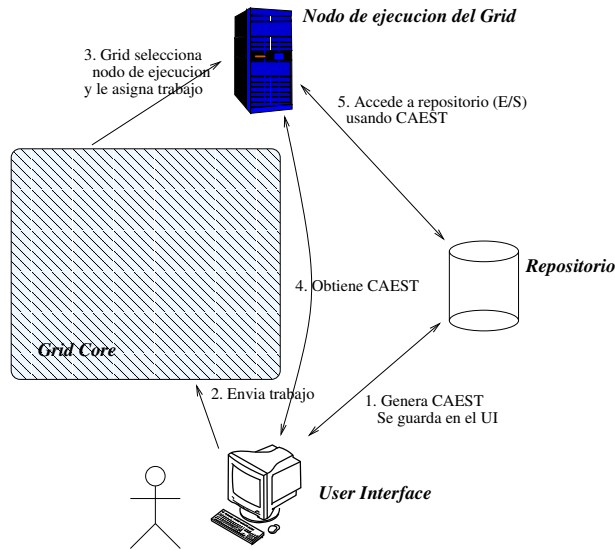 Nodo de ejecucion del Grid
3. Grid selecciona
nodo de ejecucion
y le asigna trabajo
5. Accede a repositorio (E/S)
usando CAEST
Repositorio
4. Obtiene CAEST
Grid Core
2. Envia trabajo
1. Genera CAEST
Se guarda en el UI
User Interface